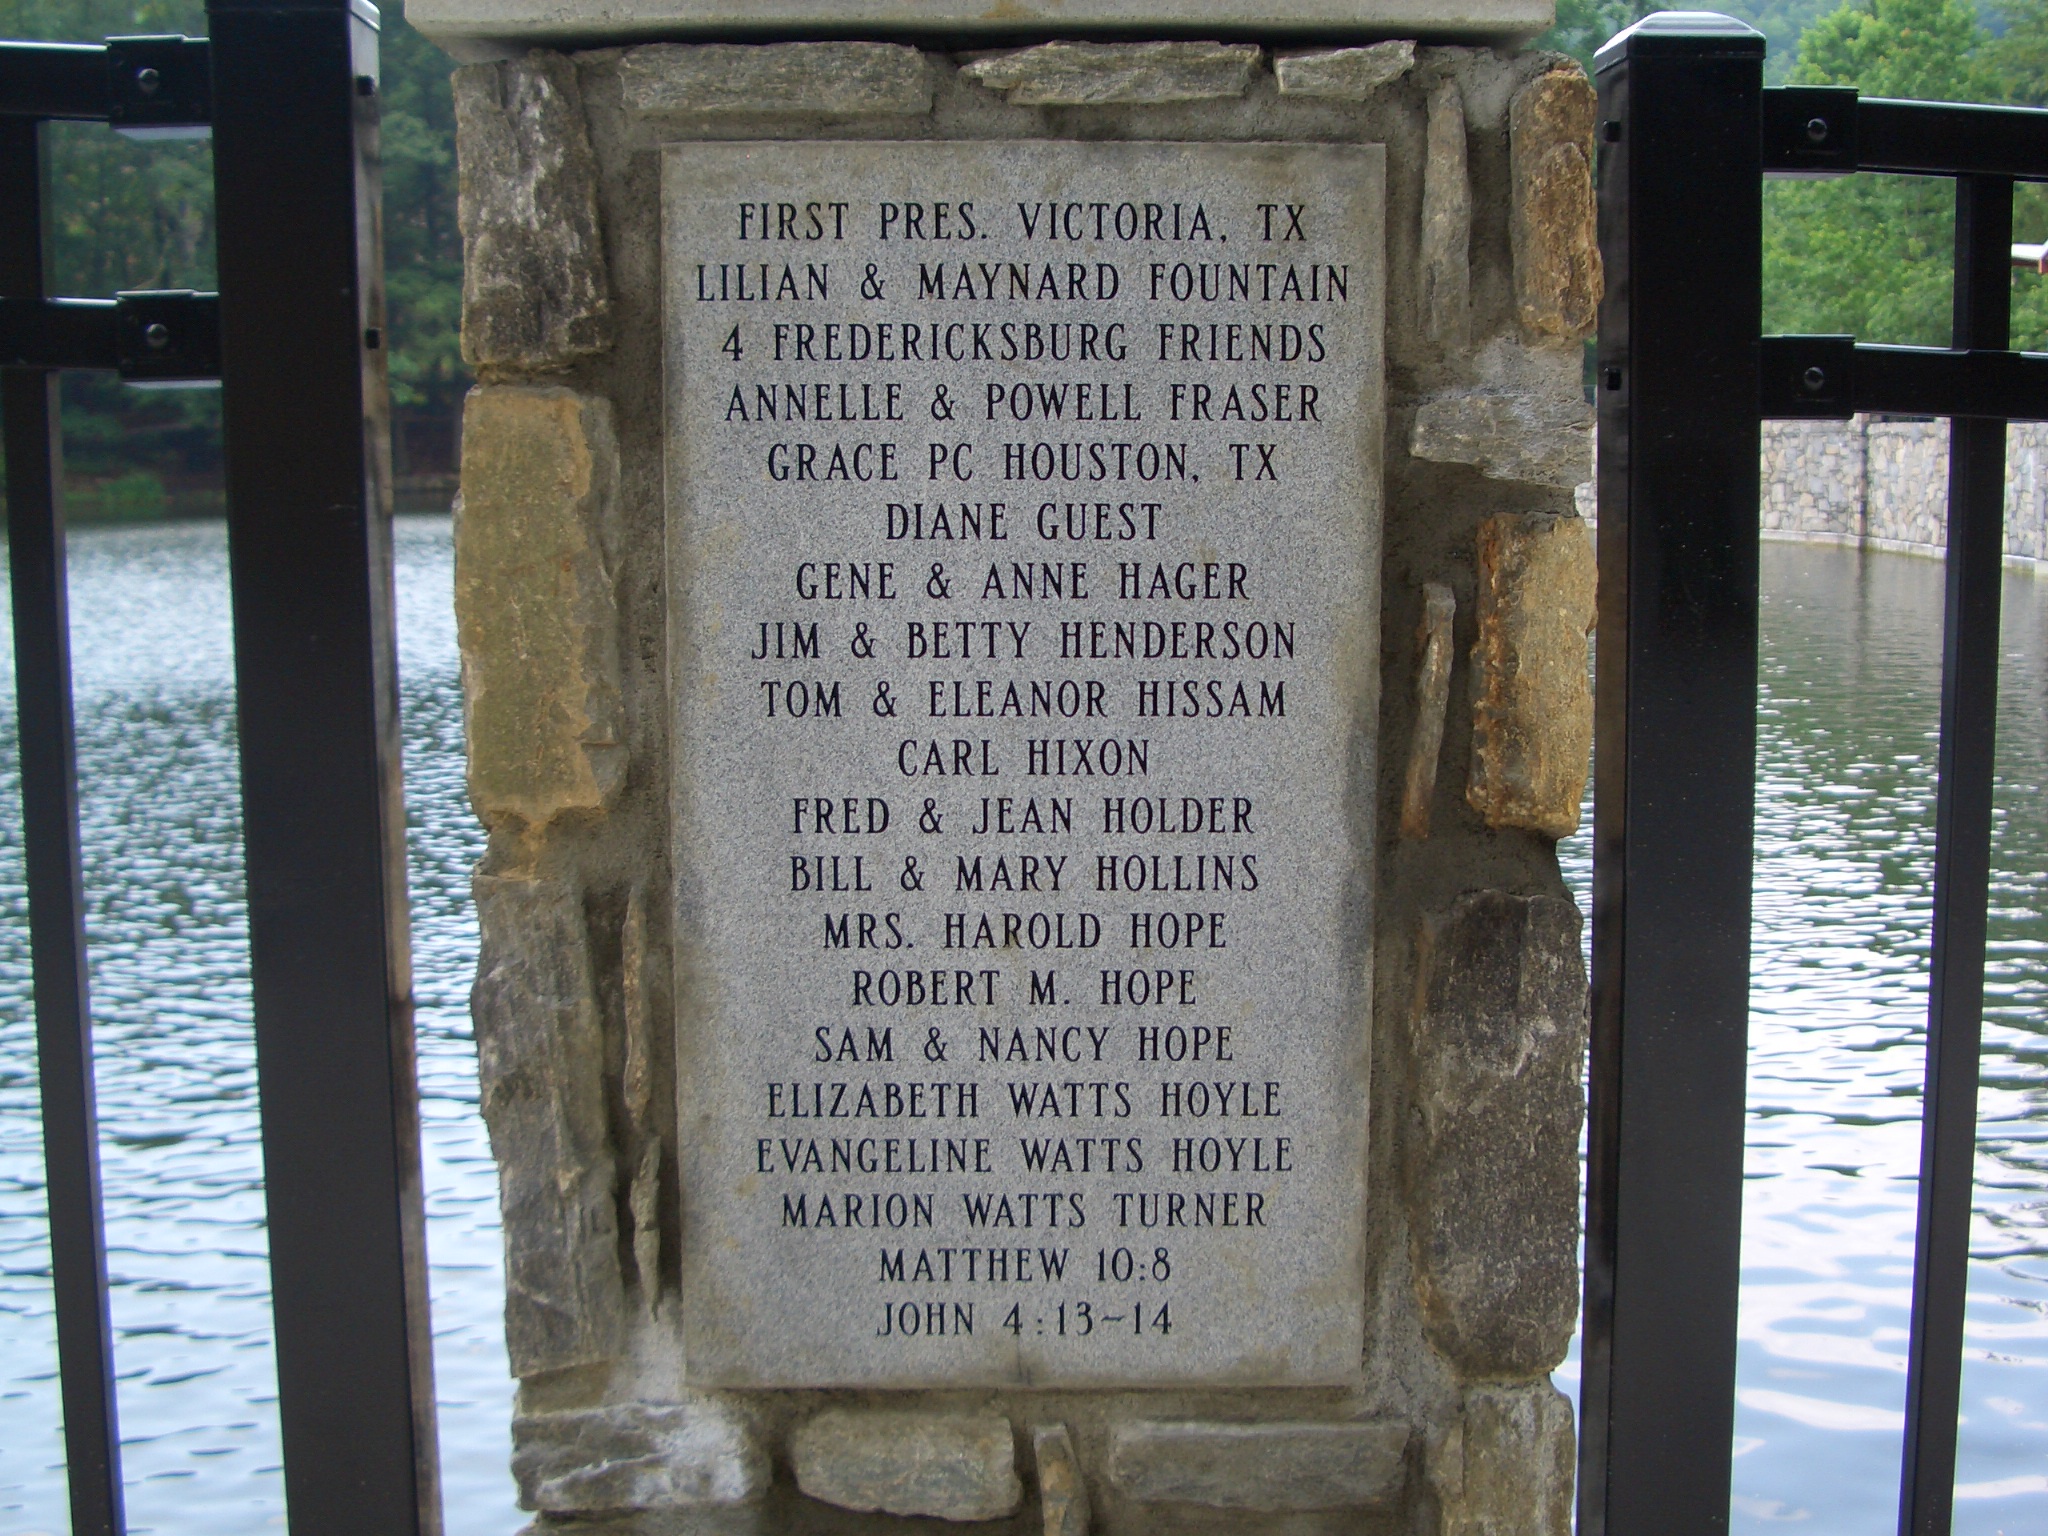 FIRST PRES. VICTORIA, TX
LILIAN & MAYNARD FOUNTAIN
4 FREDERICKSBURG FRIENDS
ANNELLE & POWELL FRASER
GRACE PC HOUSTON, TX
DIANE GUEST
GENE & ANNE HAGER
JIM & BETTY HENDERSON
TOM & ELEANOR HISSAM
CARL HIXON
FRED & JEAN HOLDER
BILL & MARY HOLLINS
MRS. HAROLD HOPE
ROBERT M. HOPE
SAM & NANCY HOPE
ELIZABETH WATTS HOYLE
EVANGELINE WATTS HOYLE
MARION WATTS TURNER
MATTHEW 10:8
JOHN 4:13~14